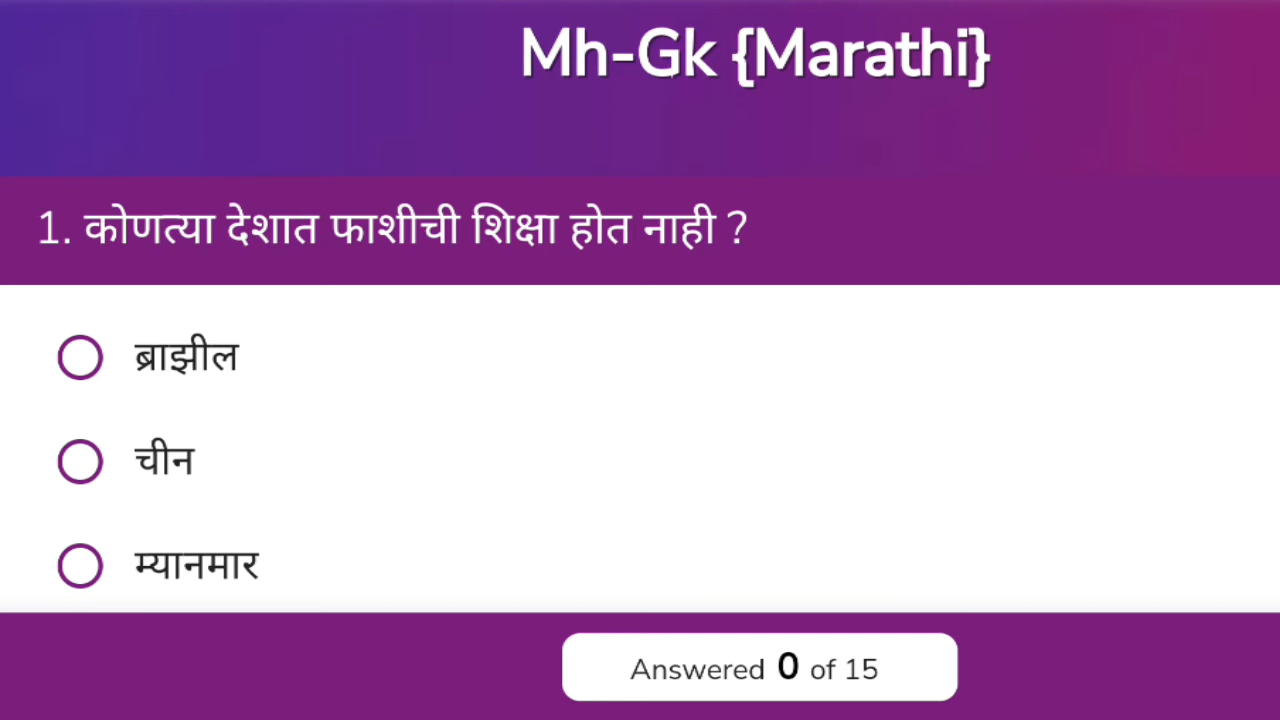 Mh-Gk {Marathi}
1. कोणत्या देशात फाशीची शिक्षा होत नाही ?
ब्राझील
चीन
म्यानमार
Answered 0 of 15